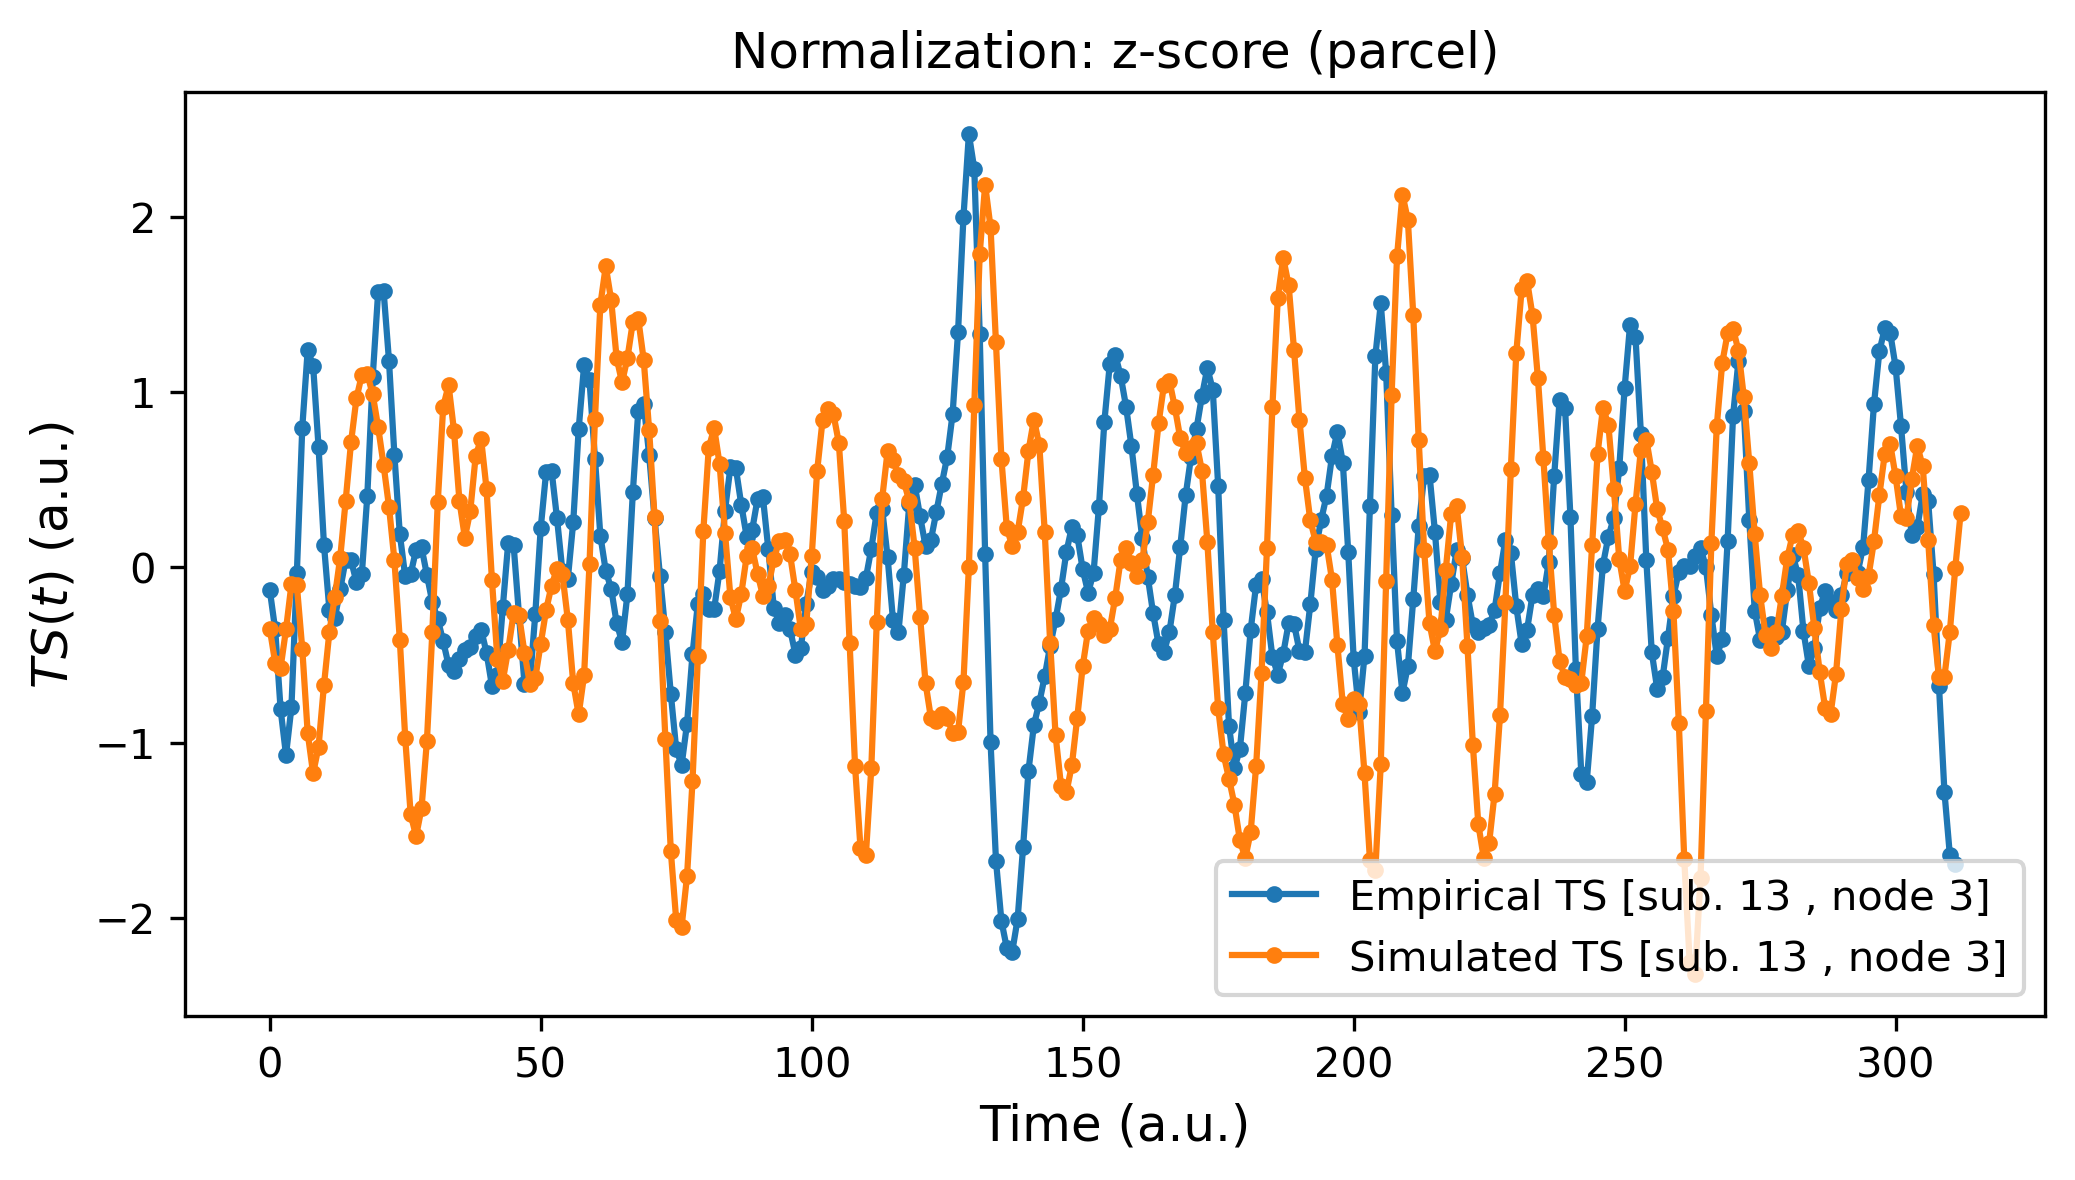 Normalization: z-score (parcel)
TS(t) (a.u.)
2
1
0
−1
−2
Empirical TS [sub. 13 , node 3]
Simulated TS [sub. 13 , node 3]
0 50 100 150 200 250 300
Time (a.u.)